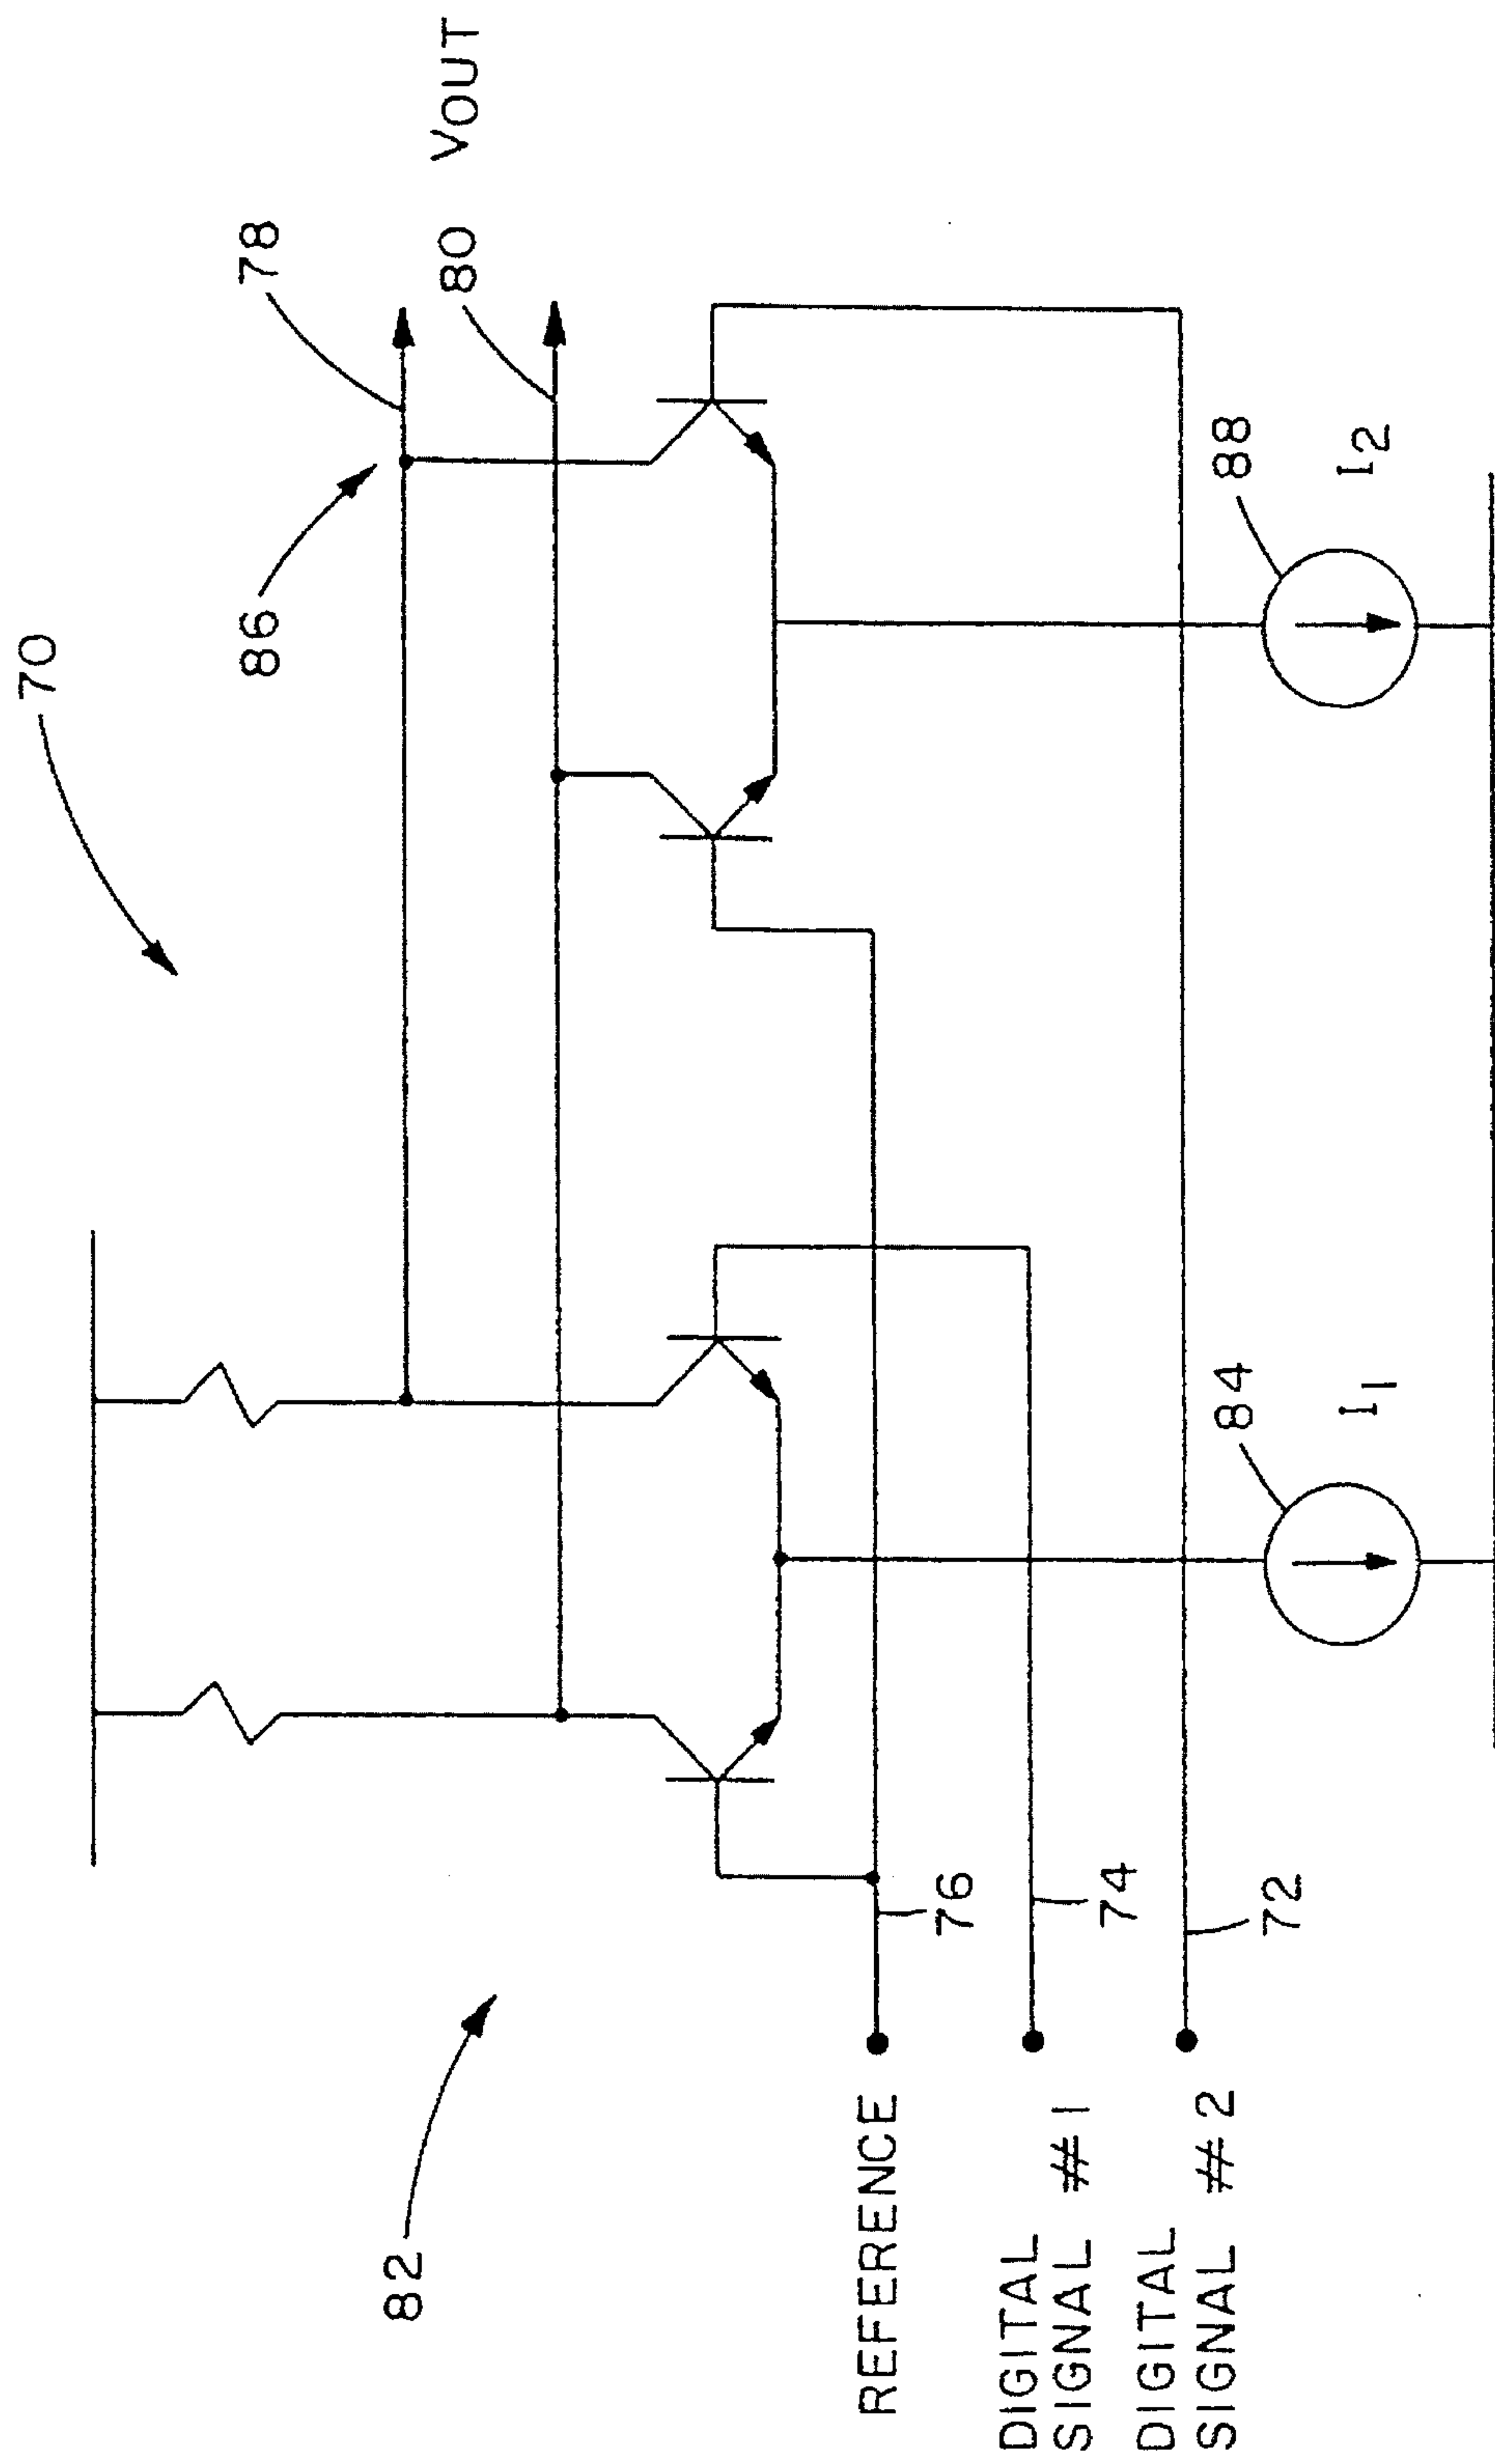 70
78
VOUT
86
80
82
REFERENCE
76
DIGITAL
SIGNAL #1
74
DIGITAL
SIGNAL #2
72
84
I1
88
I2